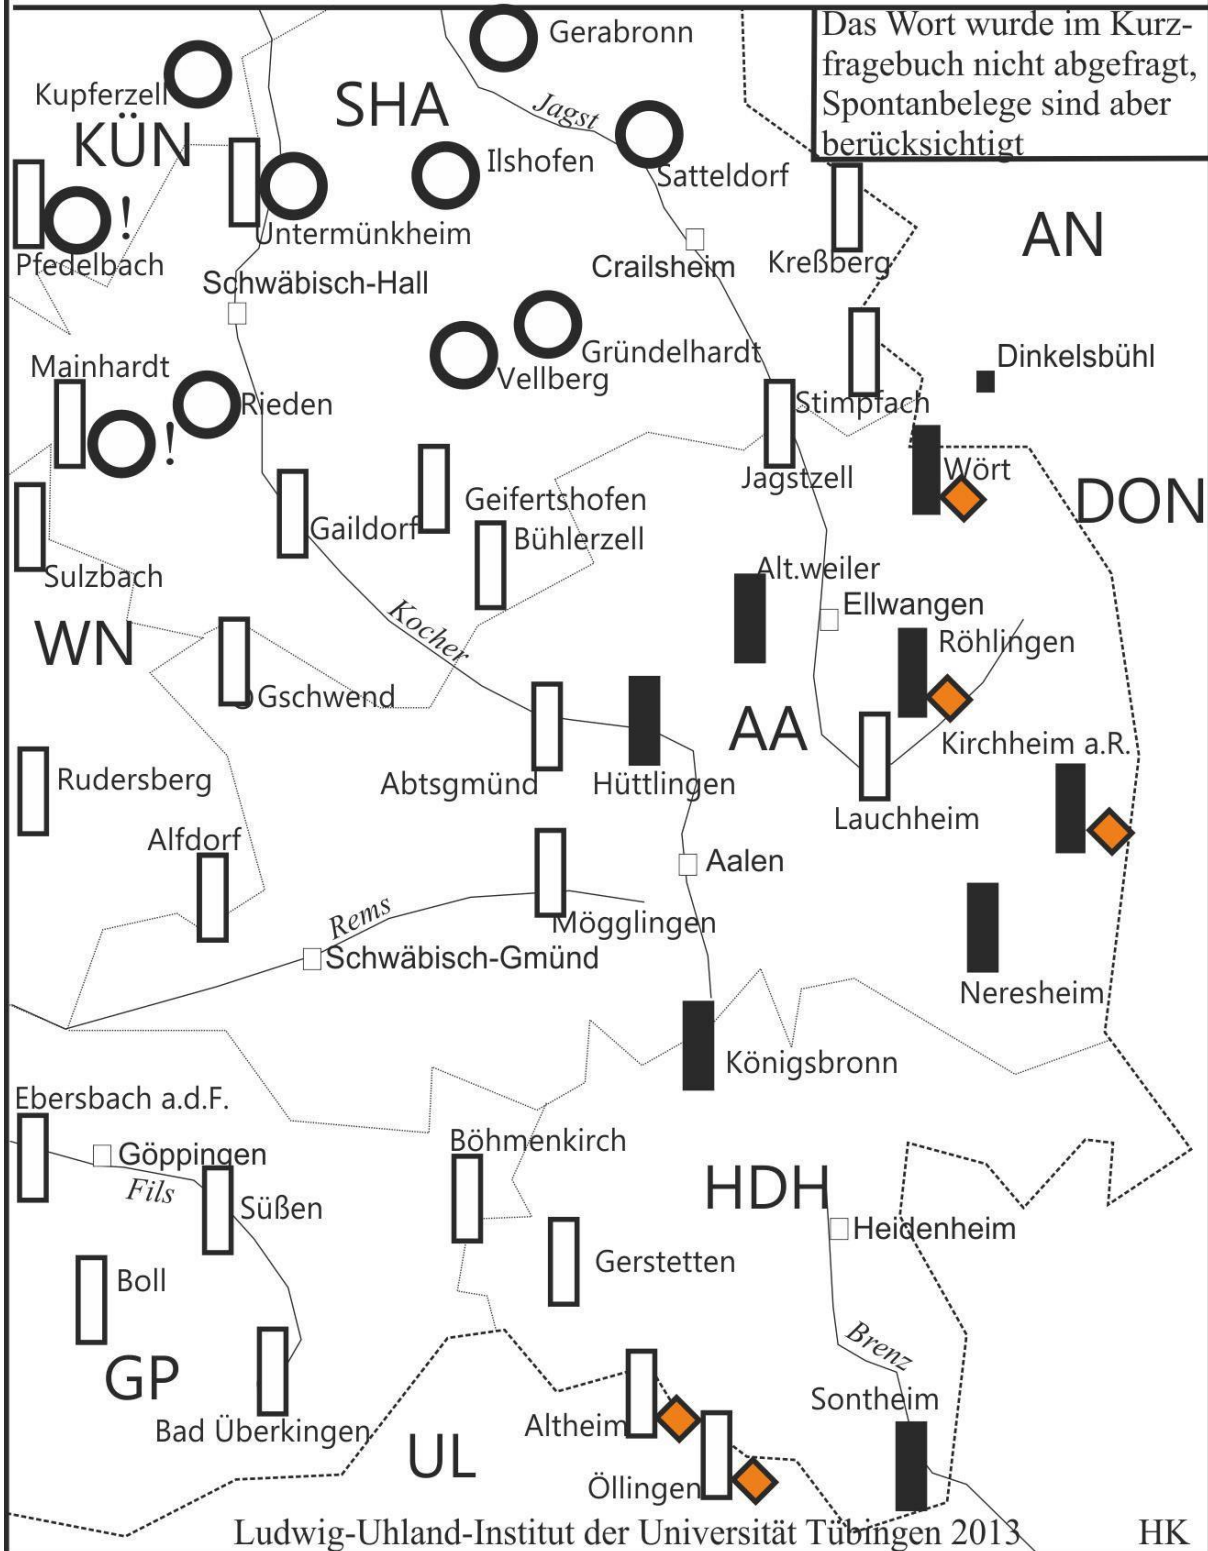 Das Wort wurde im Kurz-
fragebuch nicht abgefragt,
Spontanbelege sind aber
berücksichtigt
Gerabronn
Kupferzell
SHA
Jagst
KÜN
Ilshofen
Satteldorf
!
Untermünkheim
Pfedelbach
AN
Crailsheim
Kreßberg
Schwäbisch-Hall
Gründelhardt
Dinkelsbühl
Mainhardt
Vellberg
Rieden
Stimpfach
!
Wört
Jagstzell
DON
Geifertshofen
Gaildorf
Bühlerzell
Sulzbach
Alt.weiler
Ellwangen
Kocher
WN
Röhlingen
Gschwend
AA
Kirchheim a.R.
Rudersberg
Abtsgmünd
Hüttlingen
Lauchheim
Alfdorf
Aalen
Rems
Mögglingen
Schwäbisch-Gmünd
Neresheim
Königsbronn
Ebersbach a.d.F.
Böhmenkirch
Göppingen
Fils
HDH
Süßen
Heidenheim
Gerstetten
Boll
Brenz
GP
Sontheim
Bad Überkingen
Altheim
UL
Öllingen
Ludwig-Uhland-Institut der Universität Tübingen 2013
HK